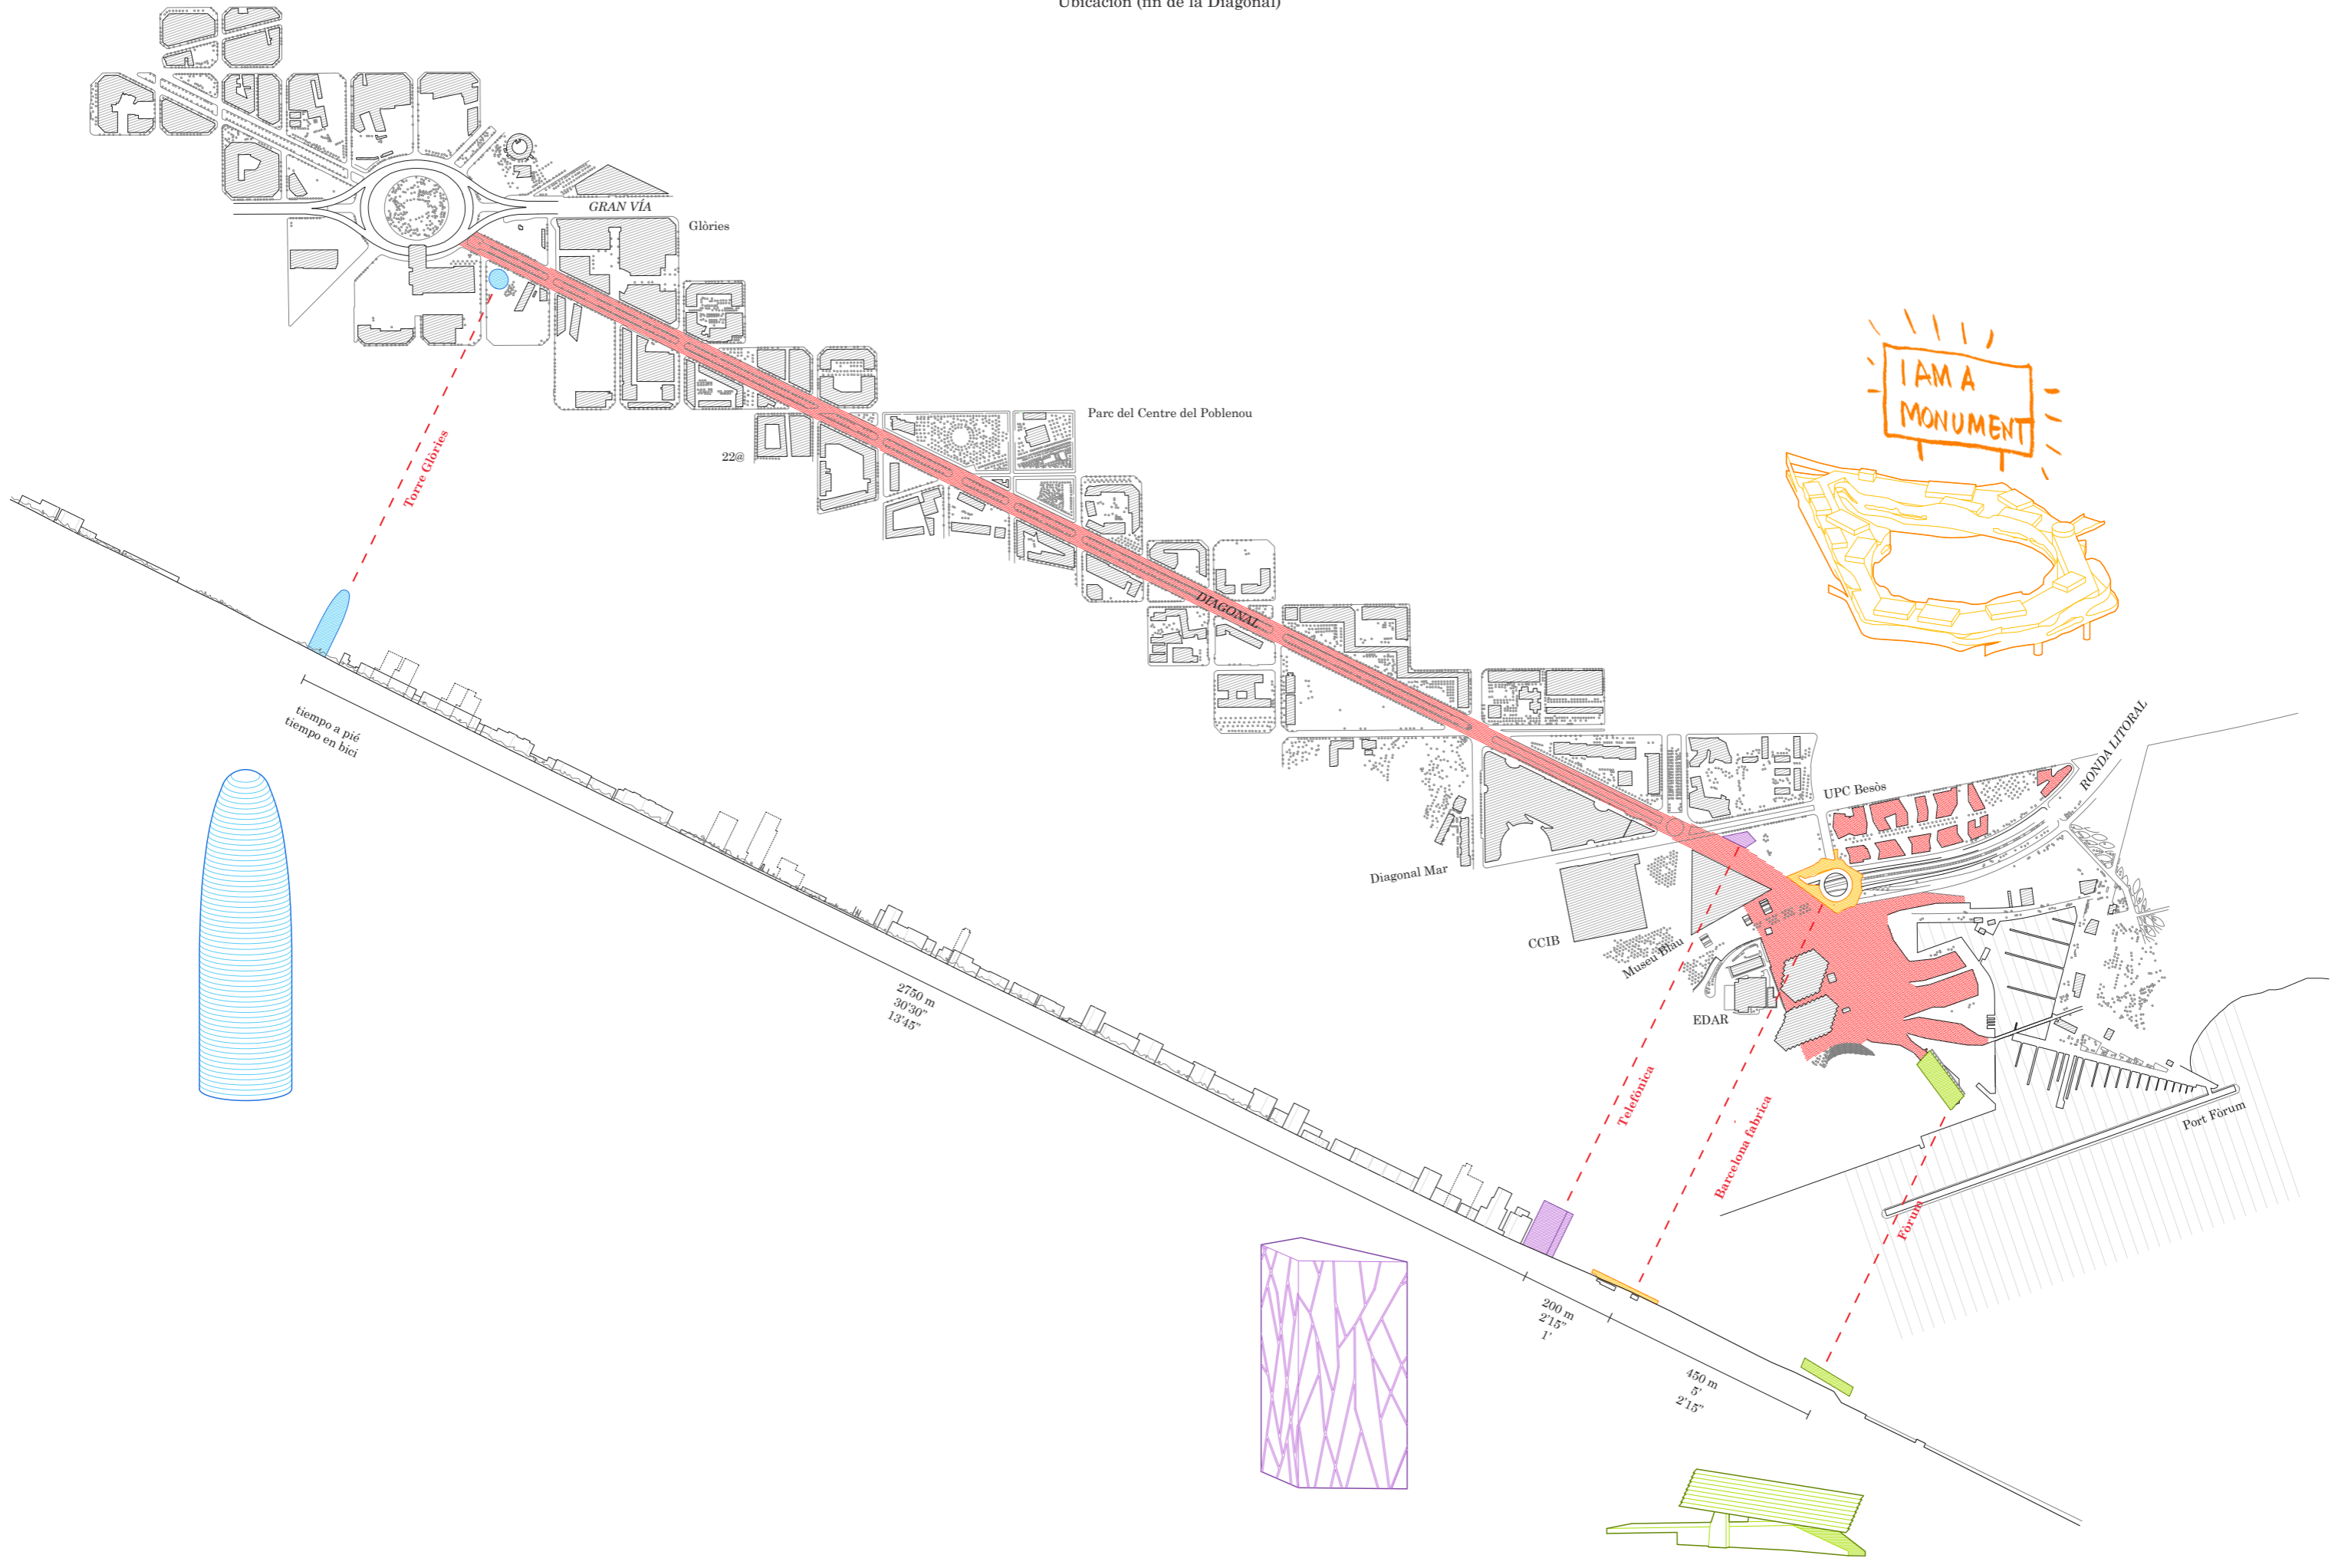 Ubicación (fin de la Diagonal)
GRAN VÍA
Glòries
Torre Glòries
22@
Parc del Centre del Poblenou
DIAGONAL
I AM A
MONUMENT
tiempo a pié
tiempo en bici
2750 m
30'30"
13'45"
RONDA LITORAL
UPC Besòs
Diagonal Mar
CCIB
Museu Blau
EDAR
Port Fòrum
Telefónica
Barcelona fabrica
Fòrum
200 m
2'15"
1'
450 m
5'
2'15"